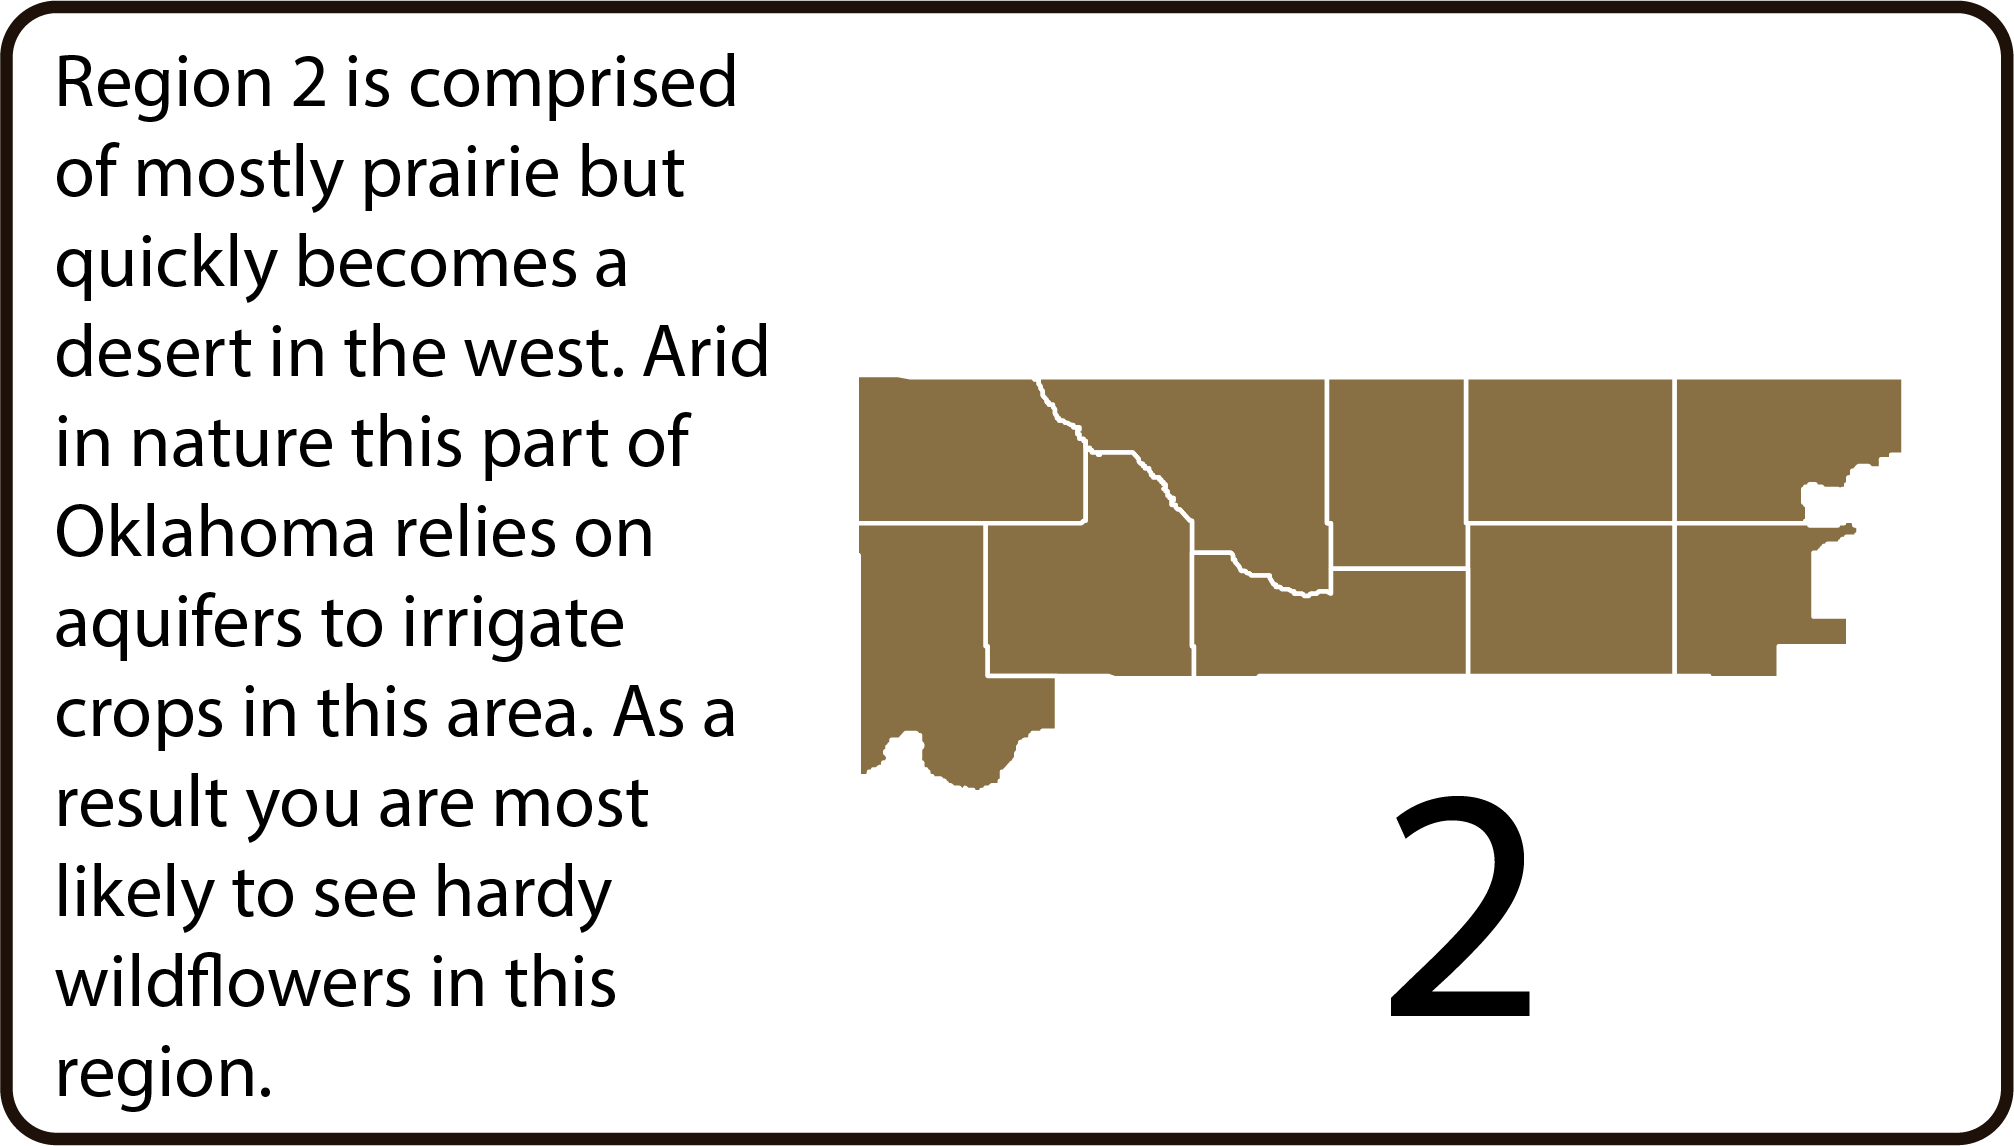 Region 2 is comprised
of mostly prairie but
quickly becomes a
desert in the west. Arid
in nature this part of
Oklahoma relies on
aquifers to irrigate
crops in this area. As a
result you are most
likely to see hardy
wildflowers in this
region.
2